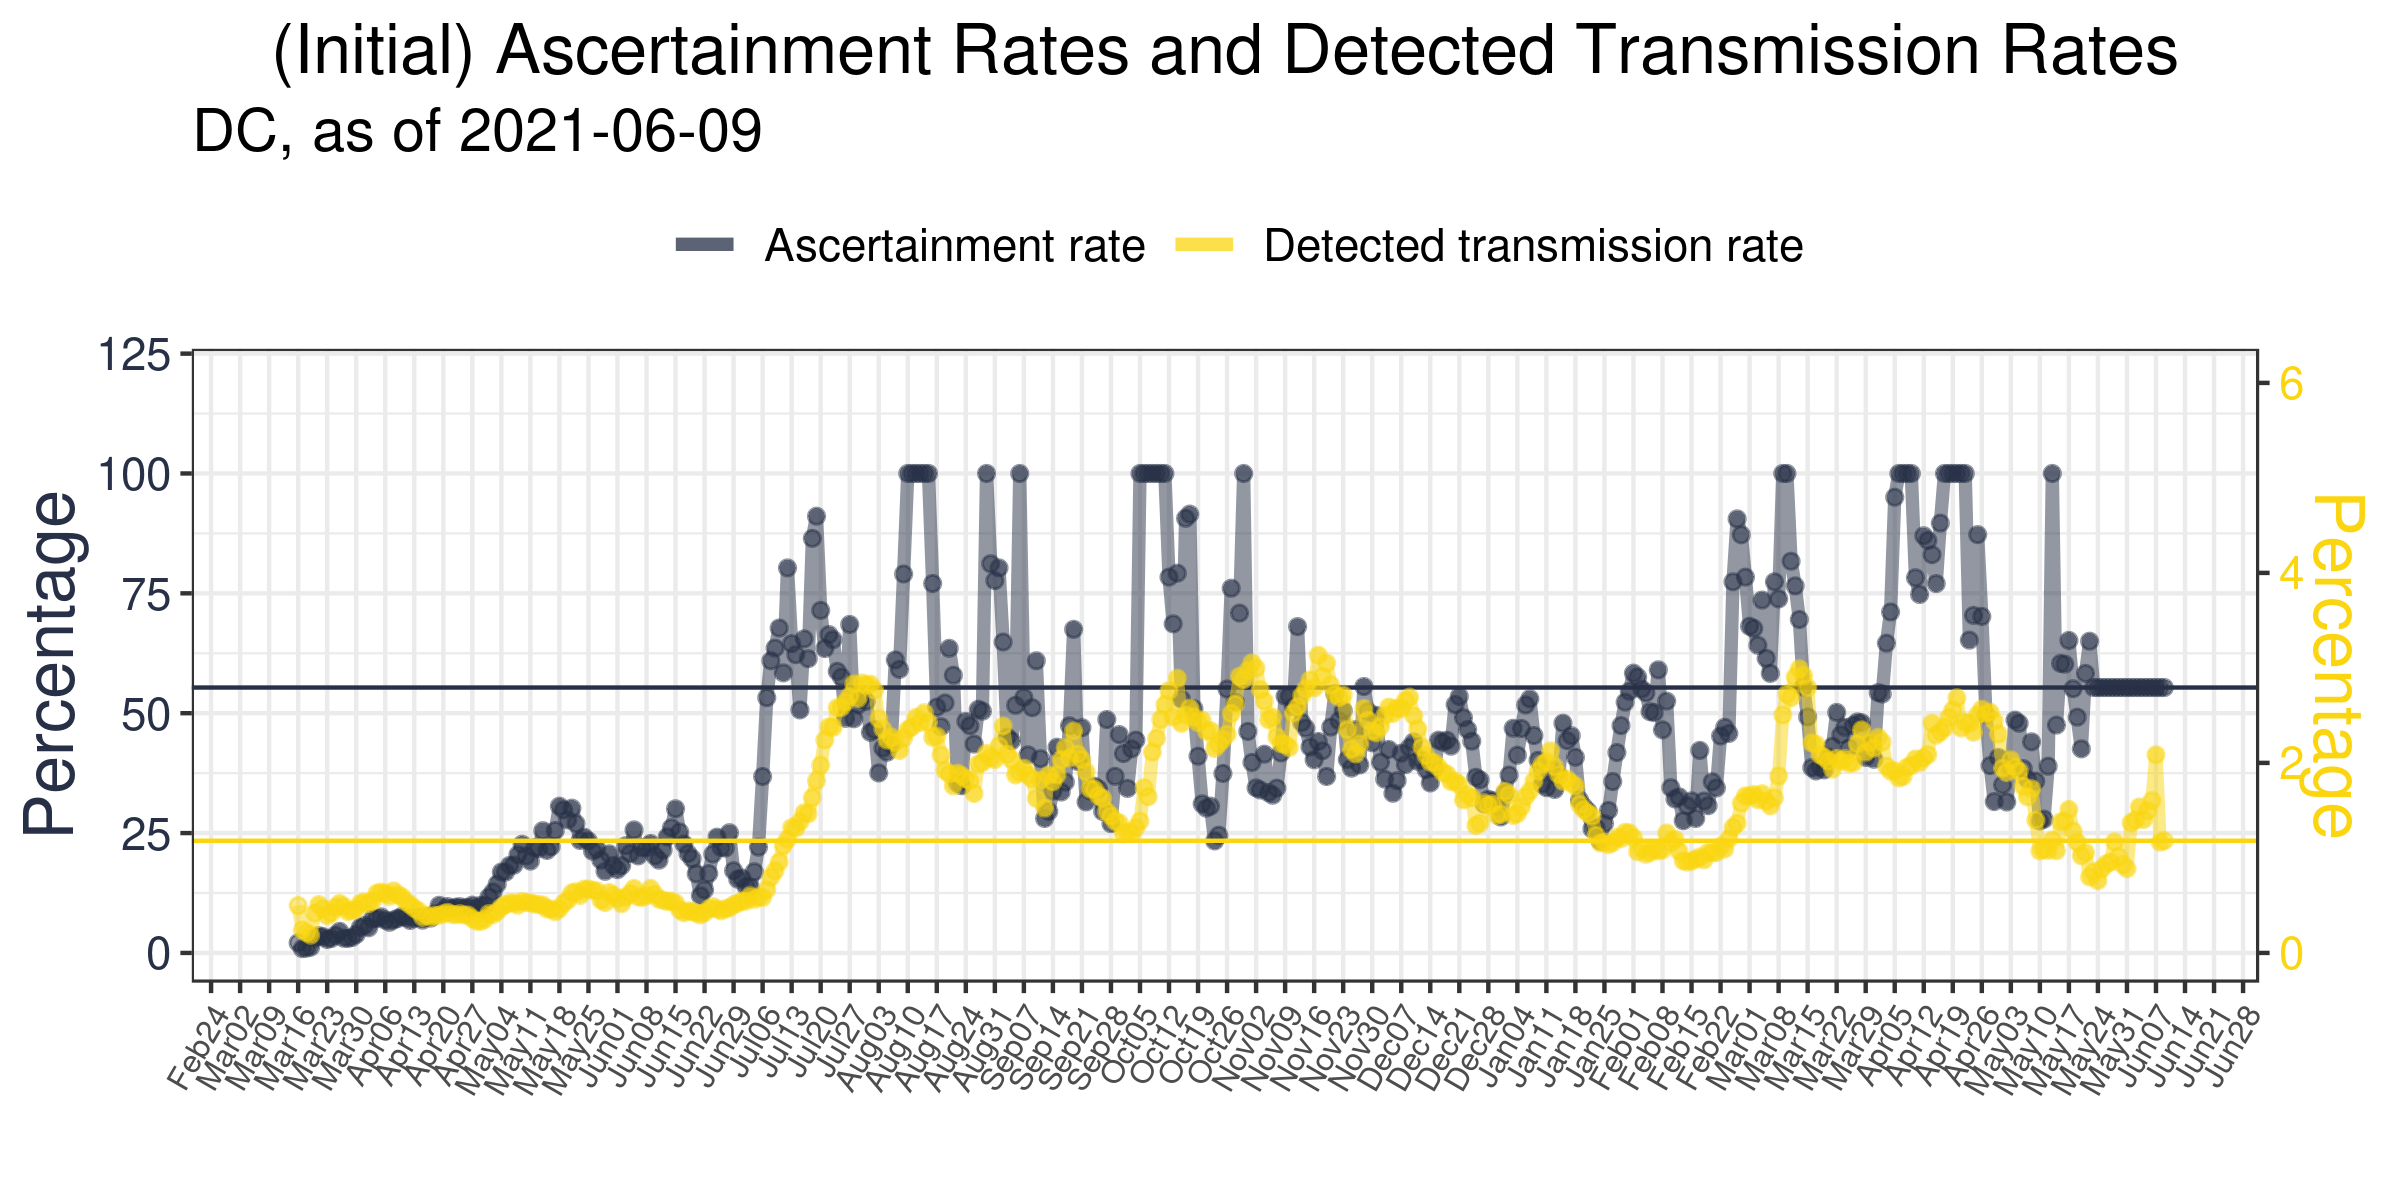 (Initial) Ascertainment Rates and Detected Transmission Rates
DC, as of 2021-06-09
Ascertainment rate Detected transmission rate
Percentage
125
100
75
50
25
0
6
4
2
0
Percentage
Feb24 Mar02 Mar09 Mar16 Mar23 Mar30 Apr06 Apr13 Apr20 Apr27 May04 May11 May18 May25 Jun01 Jun08 Jun15 Jun22 Jun29 Jul06 Jul13 Jul20 Jul27 Aug03 Aug10 Aug17 Aug24 Aug31 Sep07 Sep14 Sep21 Sep28 Oct05 Oct12 Oct19 Oct26 Nov02 Nov09 Nov16 Nov23 Nov30 Dec07 Dec14 Dec21 Dec28 Jan04 Jan11 Jan18 Jan25 Feb01 Feb08 Feb15 Feb22 Mar01 Mar08 Mar15 Mar22 Mar29 Apr05 Apr12 Apr19 Apr26 May03 May10 May17 May24 May31 Jun07 Jun14 Jun21 Jun28